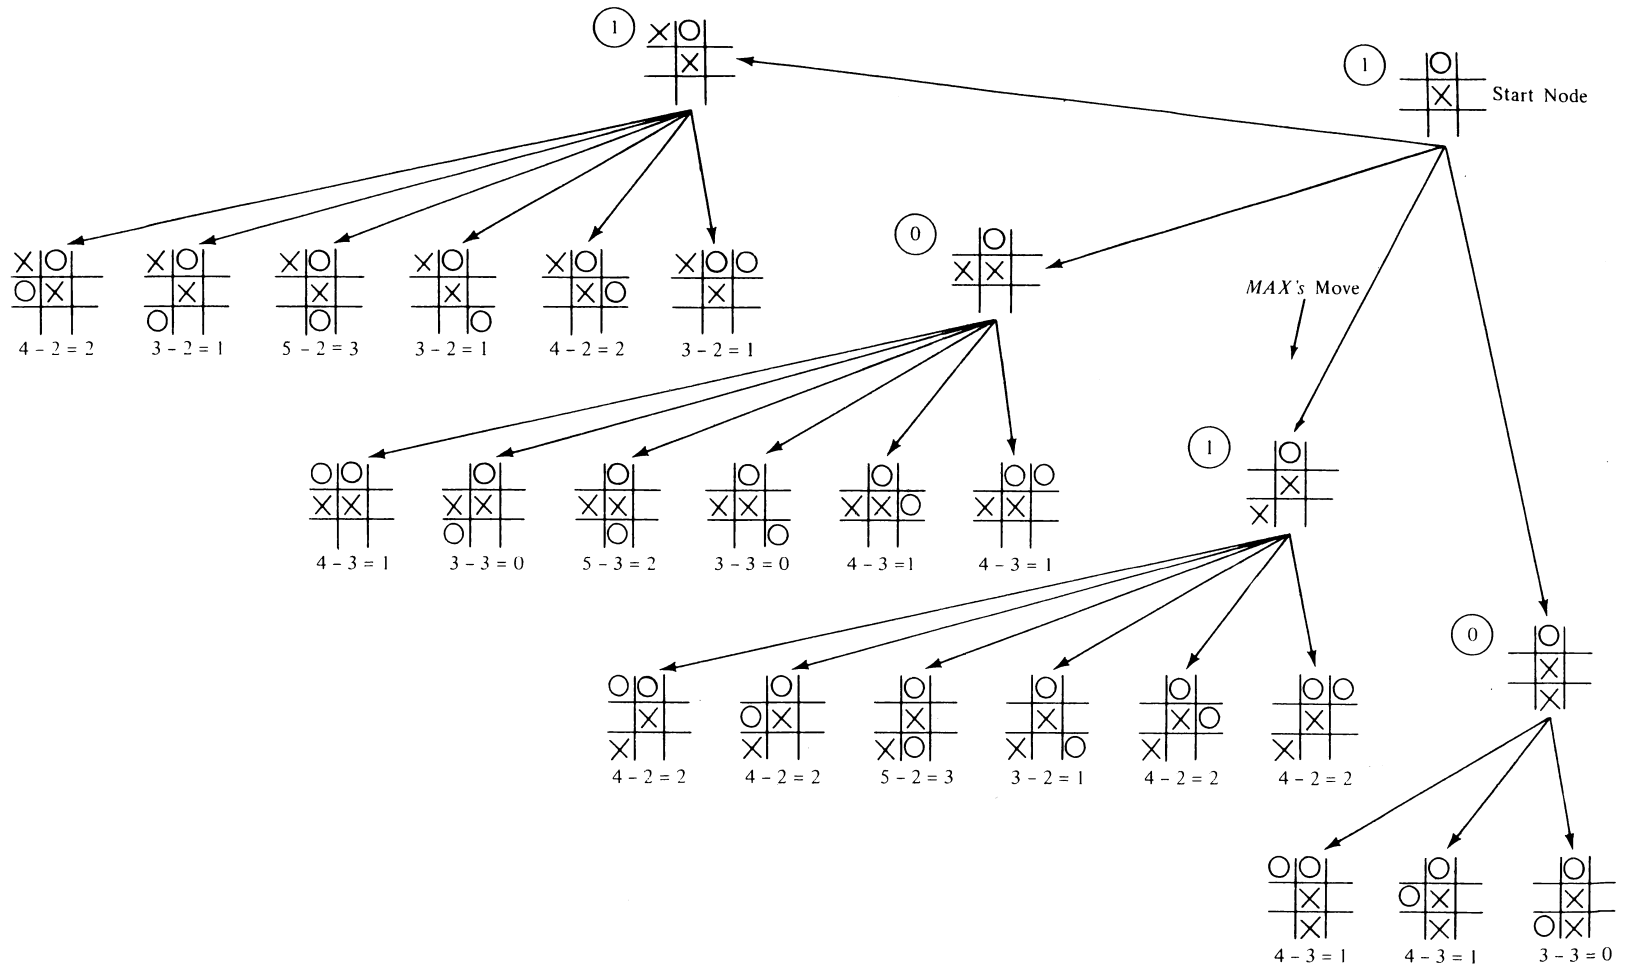 1
1
Start Node
0
MAX's Move
4 – 2 = 2 3 – 2 = 1 5 – 2 = 3 3 – 2 = 1 4 – 2 = 2 3 – 2 = 1
1
4 – 3 = 1 3 – 3 = 0 5 – 3 = 2 3 – 3 = 0 4 – 3 = 1 4 – 3 = 1
0
4 – 2 = 2 4 – 2 = 2 5 – 2 = 3 3 – 2 = 1 4 – 2 = 2 4 – 2 = 2
4 – 3 = 1 4 – 3 = 1 3 – 3 = 0